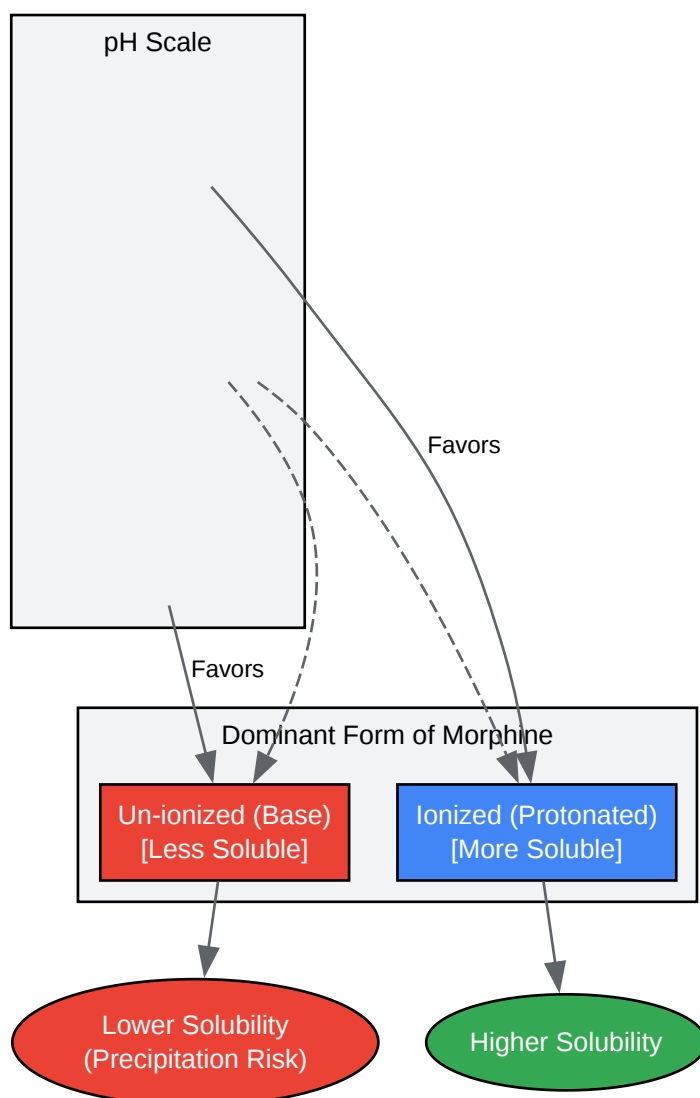 pH Scale
Favors
Favors
Dominant Form of Morphine
Un-ionized (Base)
[Less Soluble]
Ionized (Protonated)
[More Soluble]
Lower Solubility
(Precipitation Risk)
Higher Solubility